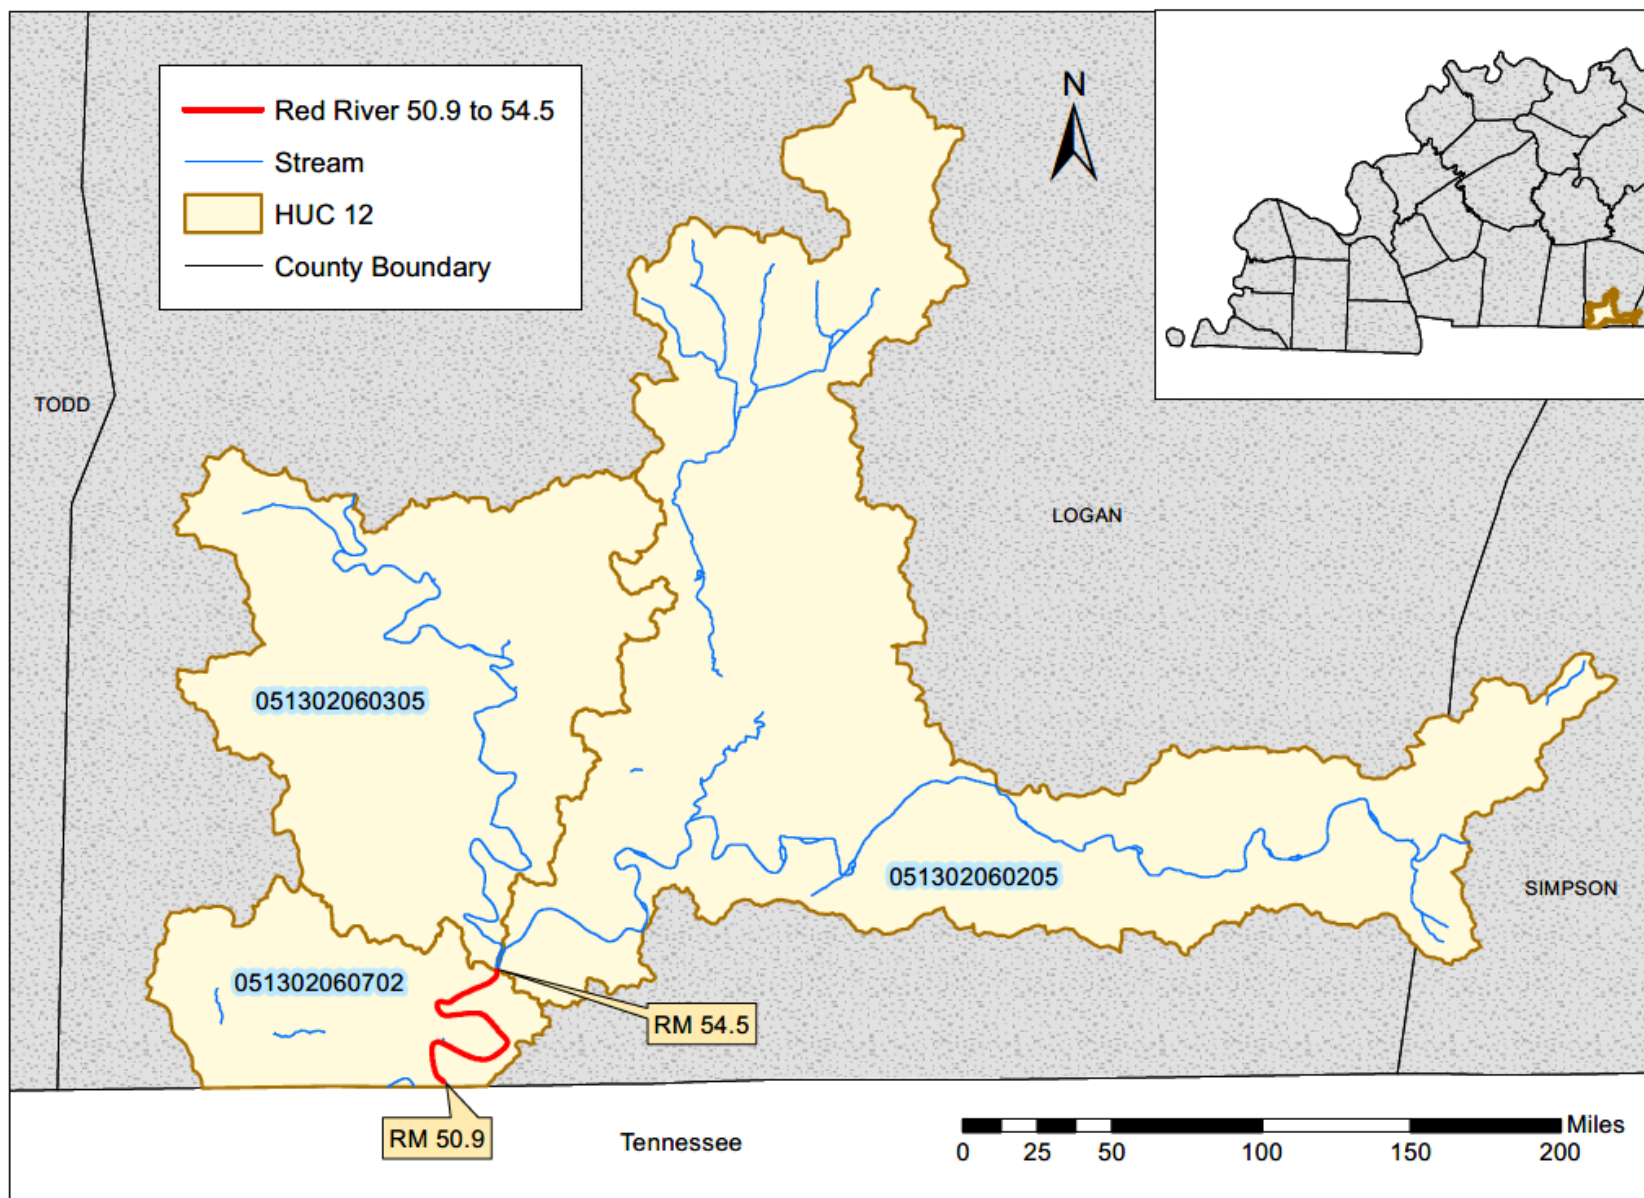 Red River 50.9 to 54.5
Stream
HUC 12
County Boundary
N
TODD
LOGAN
051302060305
051302060205
SIMPSON
051302060702
RM 54.5
RM 50.9
Tennessee
Miles
0 25 50 100 150 200